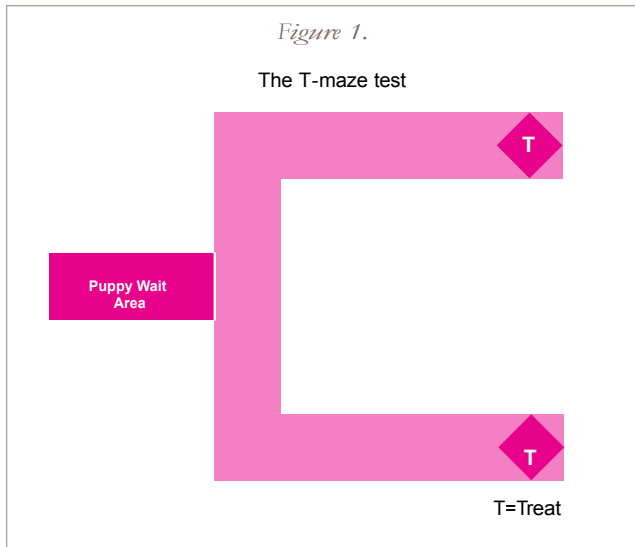 Figure 1.
The T-maze test
T
Puppy Wait
Area
T
T=Treat